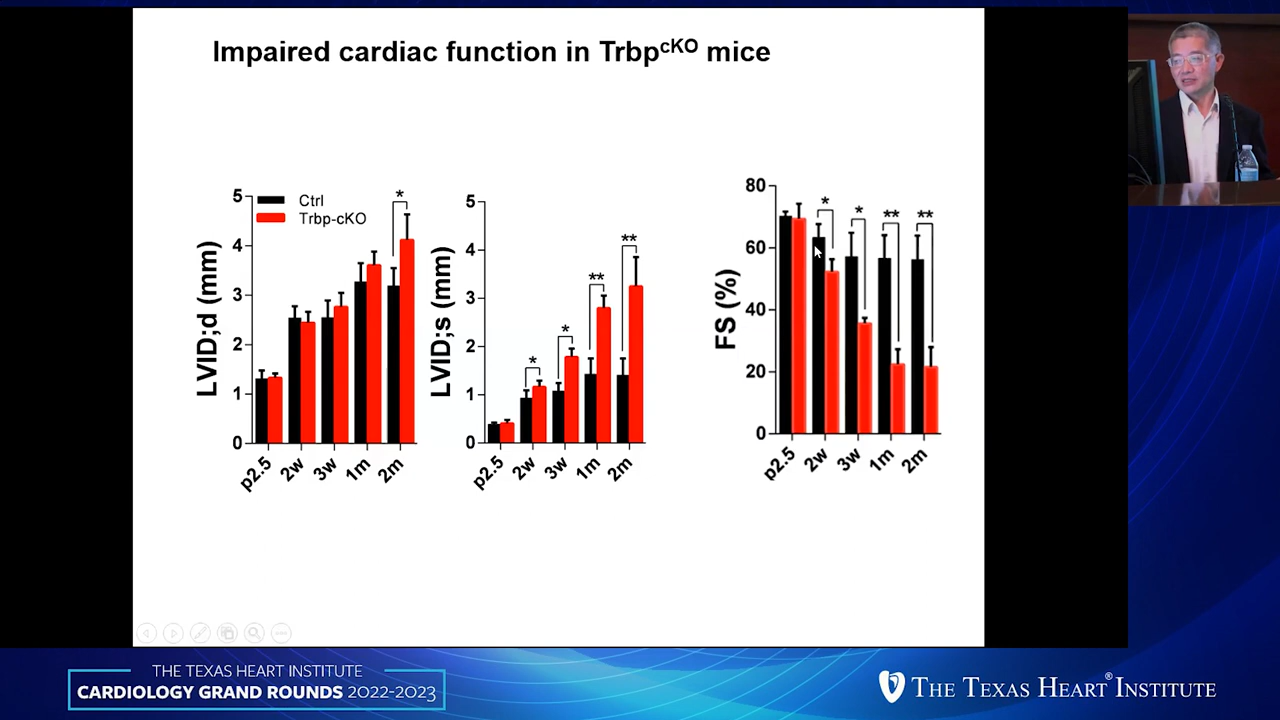 Impaired cardiac function in TrbpcKO mice
5
4
3
2
1
0
LVID;d (mm)
Ctrl
Trbp-cKO
*
p2.5
2w
3w
1m
2m
5
4
3
2
1
0
LVID;s (mm)
*
*
**
**
p2.5
2w
3w
1m
2m
80
60
40
20
0
FS (%)
*
*
**
**
p2.5
2w
3w
1m
2m
THE TEXAS HEART INSTITUTE
CARDIOLOGY GRAND ROUNDS 2022-2023
THE TEXAS HEART® INSTITUTE